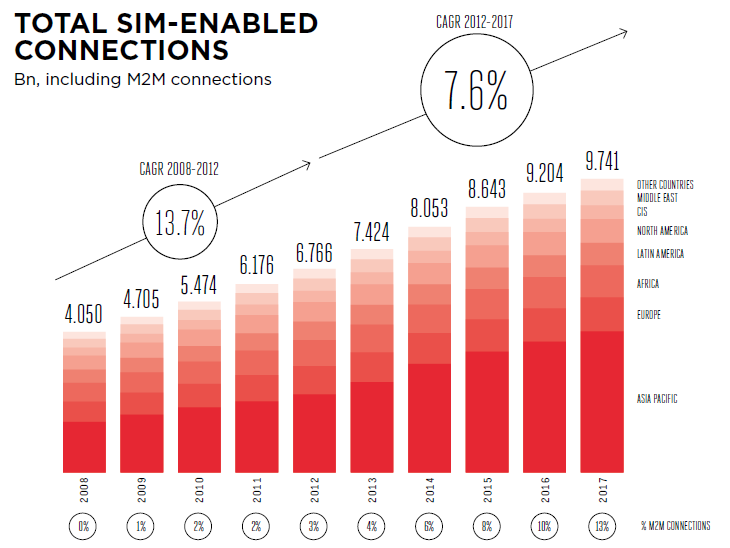 TOTAL SIM-ENABLED
CONNECTIONS
Bn, including M2M connections
CAGR 2012-2017
7.6%
CAGR 2008-2012
13.7%
4.050
4.705
5.474
6.176
6.766
7.424
8.053
8.643
9.204
9.741
OTHER COUNTRIES
MIDDLE EAST
CIS
NORTH AMERICA
LATIN AMERICA
AFRICA
EUROPE
ASIA PACIFIC
2008 2009 2010 2011 2012 2013 2014 2015 2016 2017
0% 1% 2% 2% 3% 4% 6% 8% 10% 13% % M2M CONNECTIONS